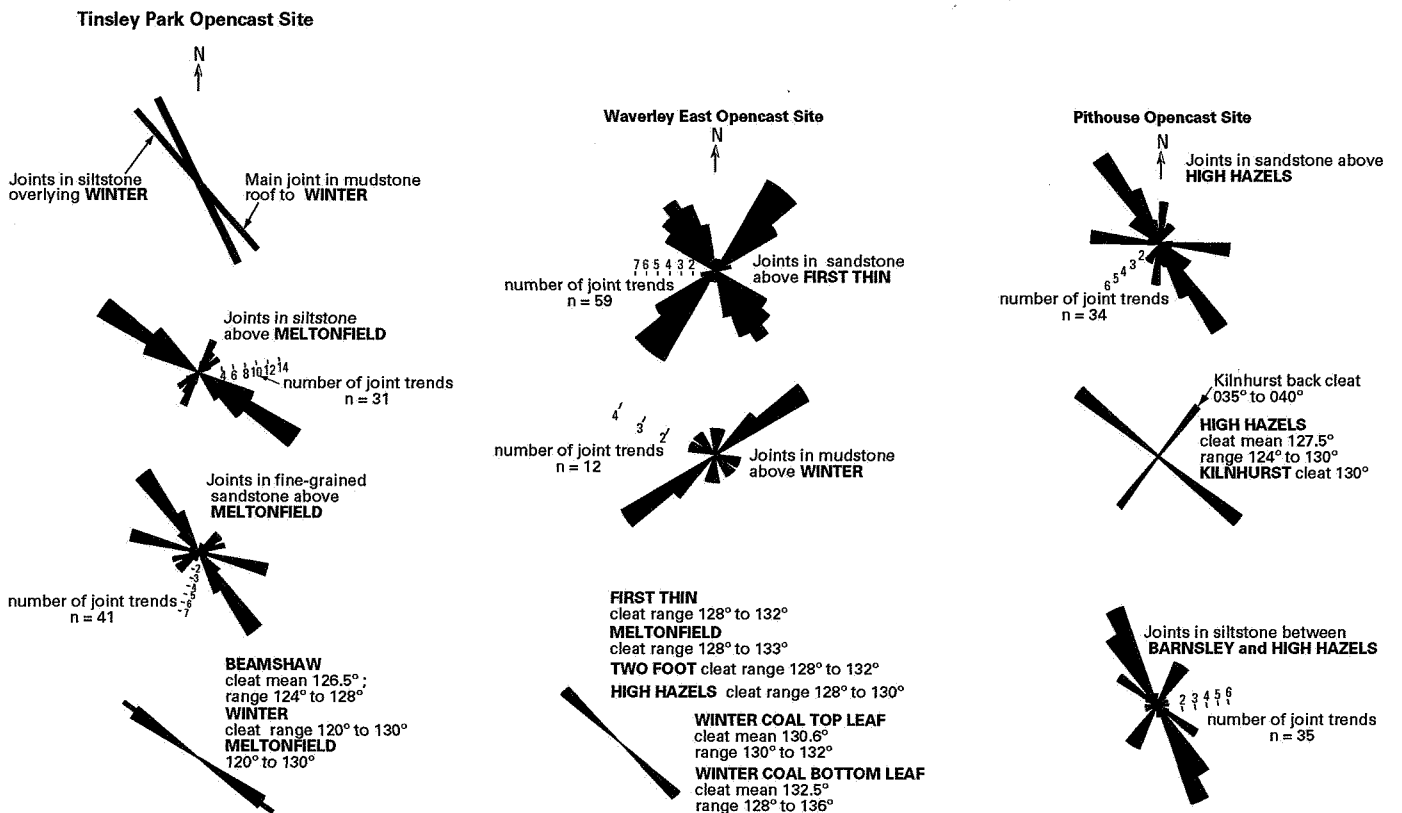 Tinsley Park Opencast Site
N
Joints in siltstone
overlying WINTER
Main joint in mudstone
roof to WINTER
Joints in siltstone
above MELTONFIELD
4 6 8 10 12 14
number of joint trends
n = 31
Joints in fine-grained
sandstone above
MELTONFIELD
2
3
4
5
6
7
number of joint trends
n = 41
BEAMSHAW
cleat mean 126.5° ;
range 124° to 128°
WINTER
cleat range 120° to 130°
MELTONFIELD
120° to 130°
Waverley East Opencast Site
N
7 6 5 4 3 2
number of joint trends
n = 59
Joints in sandstone
above FIRST THIN
4 3 2
number of joint trends
n = 12
Joints in mudstone
above WINTER
FIRST THIN
cleat range 128° to 132°
MELTONFIELD
cleat range 128° to 133°
TWO FOOT cleat range 128° to 132°
HIGH HAZELS cleat range 128° to 130°
WINTER COAL TOP LEAF
cleat mean 130.6°
range 130° to 132°
WINTER COAL BOTTOM LEAF
cleat mean 132.5°
range 128° to 136°
Pithouse Opencast Site
N
Joints in sandstone above
HIGH HAZELS
6 5 4 3 2
number of joint trends
n = 34
Kilnhurst back cleat
035° to 040°
HIGH HAZELS
cleat mean 127.5°
range 124° to 130°
KILNHURST cleat 130°
Joints in siltstone between
BARNSLEY and HIGH HAZELS
2 3 4 5 6
number of joint trends
n = 35